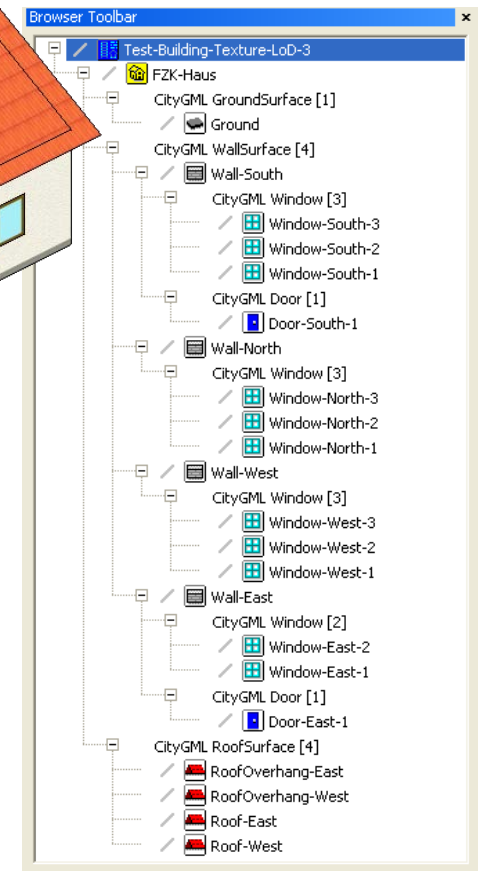 Browser Toolbar
Test-Building-Texture-LoD-3
FZK-Haus
CityGML GroundSurface [1]
Ground
CityGML WallSurface [4]
Wall-South
CityGML Window [3]
Window-South-3
Window-South-2
Window-South-1
CityGML Door [1]
Door-South-1
Wall-North
CityGML Window [3]
Window-North-3
Window-North-2
Window-North-1
Wall-West
CityGML Window [3]
Window-West-3
Window-West-2
Window-West-1
Wall-East
CityGML Window [2]
Window-East-2
Window-East-1
CityGML Door [1]
Door-East-1
CityGML RoofSurface [4]
RoofOverhang-East
RoofOverhang-West
Roof-East
Roof-West